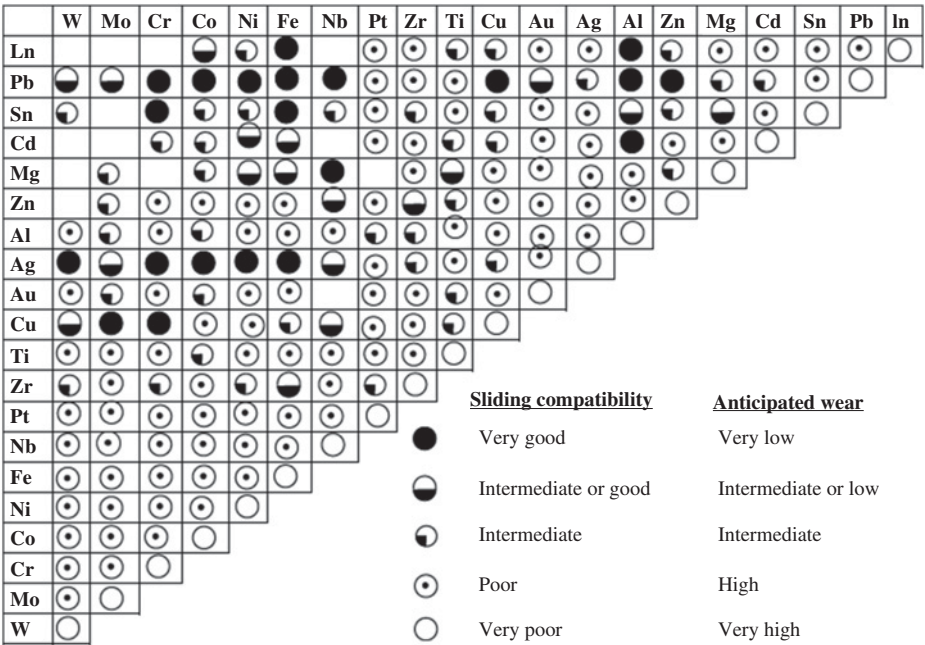 W Mo Cr Co Ni Fe Nb Pt Zr Ti Cu Au Ag Al Zn Mg Cd Sn Pb ln
Ln
Pb
Sn
Cd
Mg
Zn
Al
Ag
Au
Cu
Ti
Zr
Pt
Nb
Fe
Ni
Co
Cr
Mo
W
Sliding compatibility Anticipated wear
Very good Very low
Intermediate or good Intermediate or low
Intermediate Intermediate
Poor High
Very poor Very high